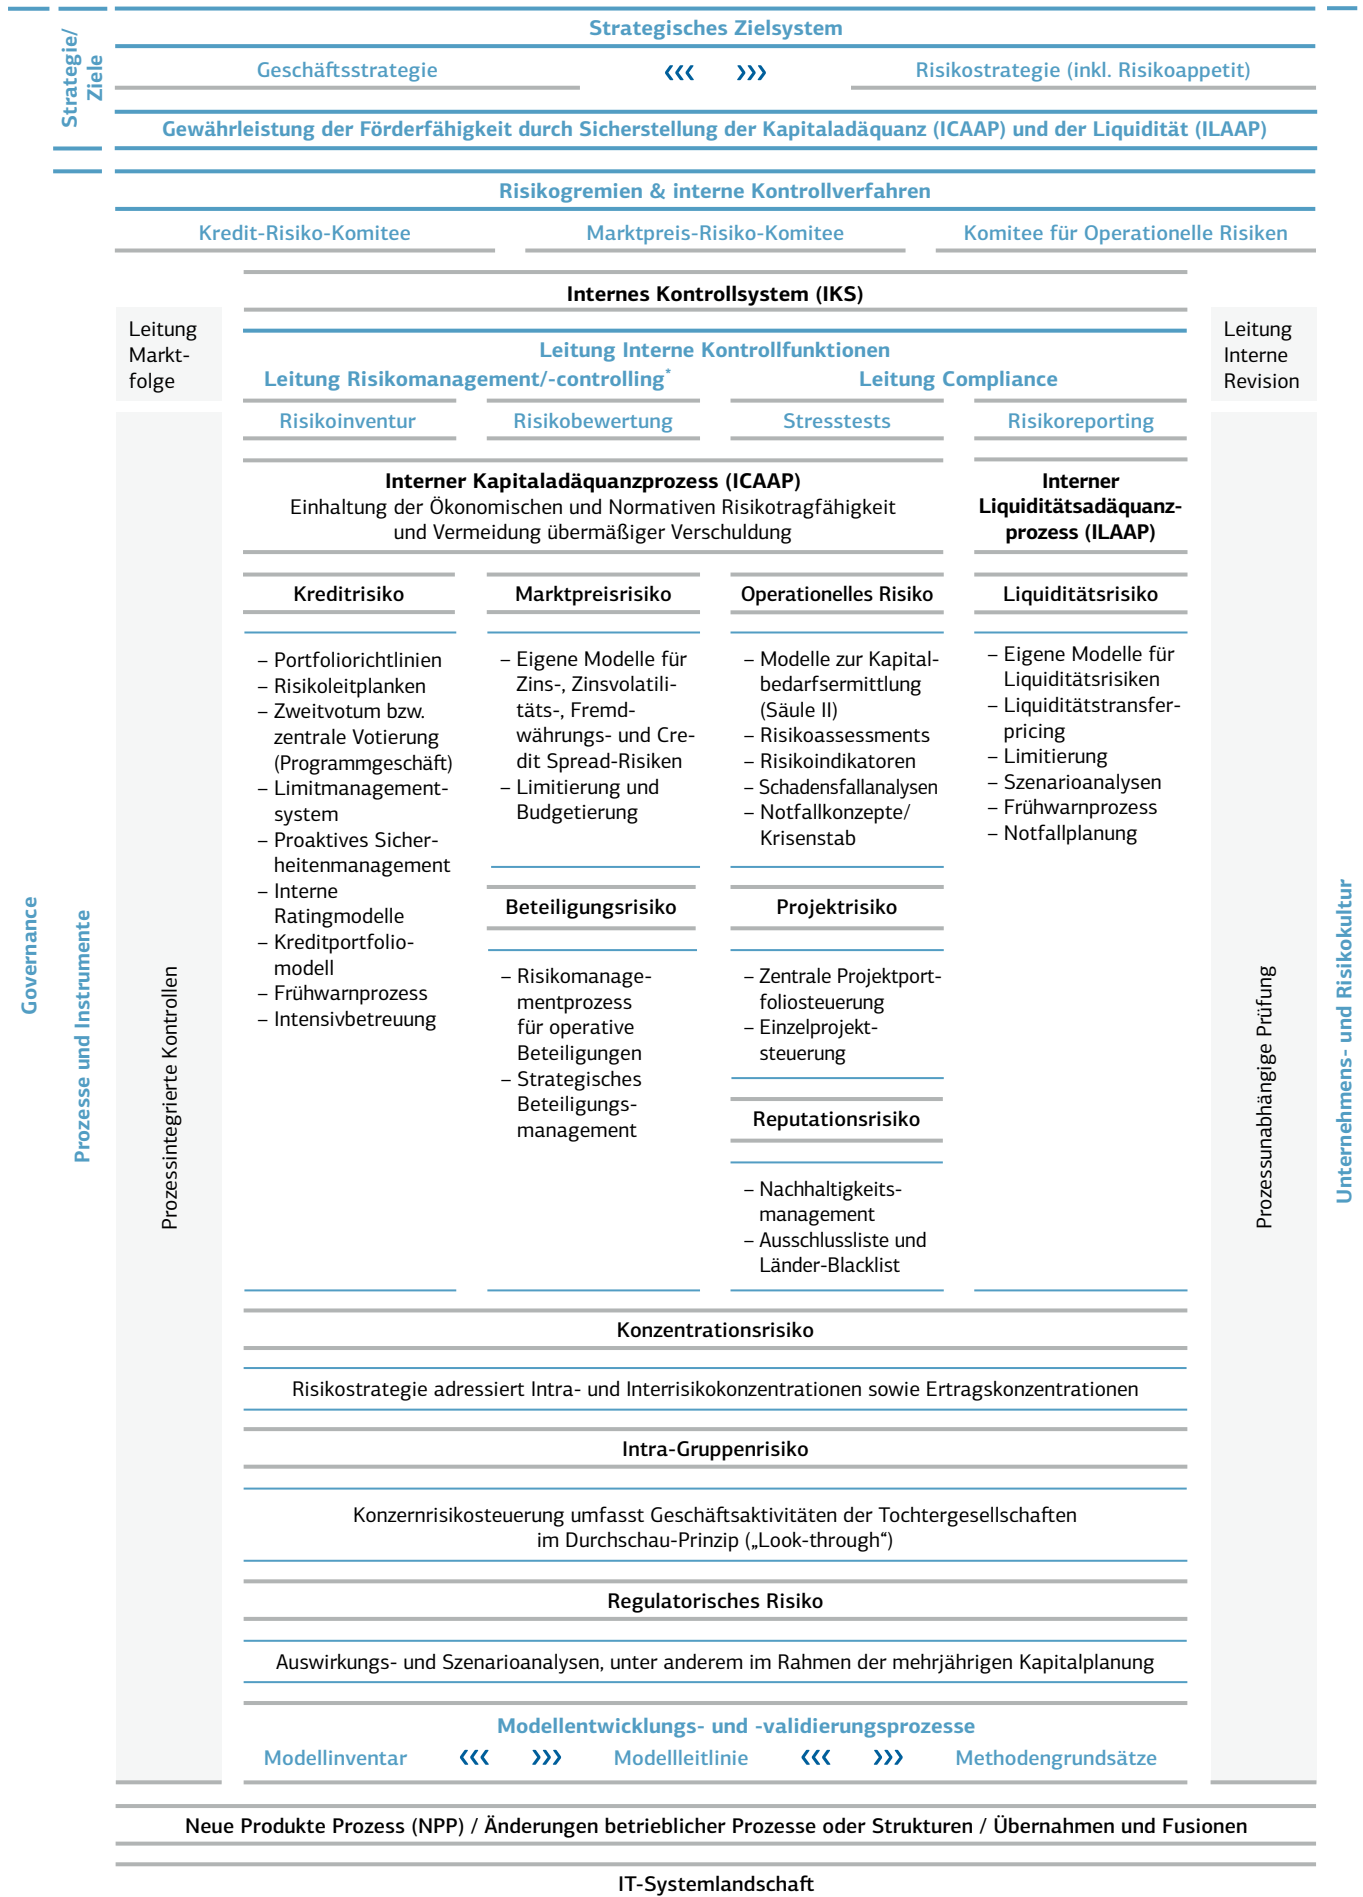 Strategisches Zielsystem
Strategie/
Ziele
Geschäftsstrategie
Risikostrategie (inkl. Risikoappetit)
Gewährleistung der Förderfähigkeit durch Sicherstellung der Kapitaladäquanz (ICAAP) und der Liquidität (ILAAP)
Risikogremien & interne Kontrollverfahren
Kredit-Risiko-Komitee
Marktpreis-Risiko-Komitee
Komitee für Operationelle Risiken
Internes Kontrollsystem (IKS)
Leitung
Markt-
folge
Leitung Interne Kontrollfunktionen
Leitung Risikomanagement/-controlling*
Leitung Compliance
Leitung
Interne
Revision
Risikoinventur
Risikobewertung
Stresstests
Risikoreporting
Interner Kapitaladäquanzprozess (ICAAP)
Einhaltung der Ökonomischen und Normativen Risikotragfähigkeit
und Vermeidung übermäßiger Verschuldung
Interner
Liquiditätsadäquanz-
prozess (ILAAP)
Kreditrisiko
– Portfoliorichtlinien
– Risikoleitplanken
– Zweitvotum bzw.
zentrale Votierung
(Programmgeschäft)
– Limitmanagement-
system
– Proaktives Sicher-
heitenmanagement
– Interne
Ratingmodelle
– Kreditportfolio-
modell
– Frühwarnprozess
– Intensivbetreuung
Marktpreisrisiko
– Eigene Modelle für
Zins-, Zinsvolatili-
täts-, Fremd-
währungs- und Cre-
dit Spread-Risiken
– Limitierung und
Budgetierung
Beteiligungsrisiko
– Risikomanage-
mentprozess
für operative
Beteiligungen
– Strategisches
Beteiligungs-
management
Operationelles Risiko
– Modelle zur Kapital-
bedarfsermittlung
(Säule II)
– Risikoassessments
– Risikoindikatoren
– Schadensfallanalysen
– Notfallkonzepte/
Krisenstab
Projektrisiko
– Zentrale Projektport-
foliosteuerung
– Einzelprojekt-
steuerung
Reputationsrisiko
– Nachhaltigkeits-
management
– Ausschlussliste und
Länder-Blacklist
Liquiditätsrisiko
– Eigene Modelle für
Liquiditätsrisiken
– Liquiditätstransfer-
pricing
– Limitierung
– Szenarioanalysen
– Frühwarnprozess
– Notfallplanung
Governance
Prozesse und Instrumente
Prozessintegrierte Kontrollen
Prozessunabhängige Prüfung
Unternehmens- und Risikokultur
Konzentrationsrisiko
Risikostrategie adressiert Intra- und Interrisikokonzentrationen sowie Ertragskonzentrationen
Intra-Gruppenrisiko
Konzernrisikosteuerung umfasst Geschäftsaktivitäten der Tochtergesellschaften
im Durchschau-Prinzip („Look-through“)
Regulatorisches Risiko
Auswirkungs- und Szenarioanalysen, unter anderem im Rahmen der mehrjährigen Kapitalplanung
Modellentwicklungs- und -validierungsprozesse
Modellinventar
Modellleitlinie
Methodengrundsätze
Neue Produkte Prozess (NPP) / Änderungen betrieblicher Prozesse oder Strukturen / Übernahmen und Fusionen
IT-Systemlandschaft